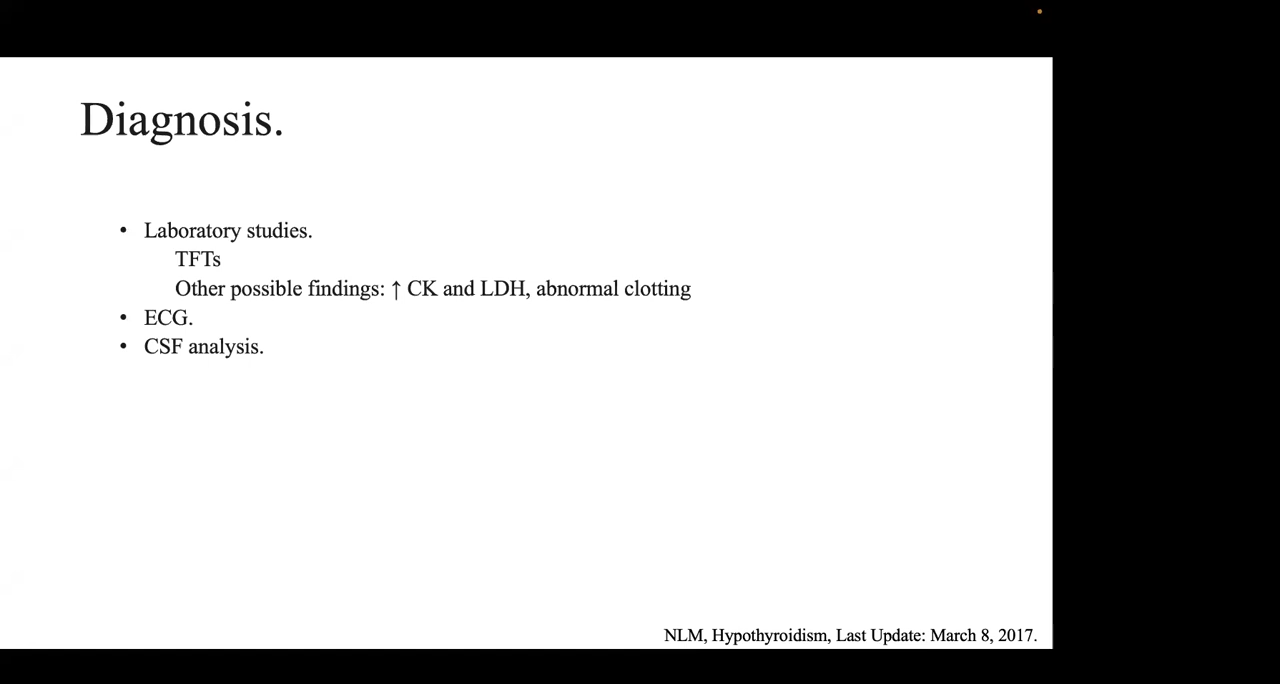 Diagnosis.
• Laboratory studies.
TFTs
Other possible findings: ↑ CK and LDH, abnormal clotting
• ECG.
• CSF analysis.
NLM, Hypothyroidism, Last Update: March 8, 2017.